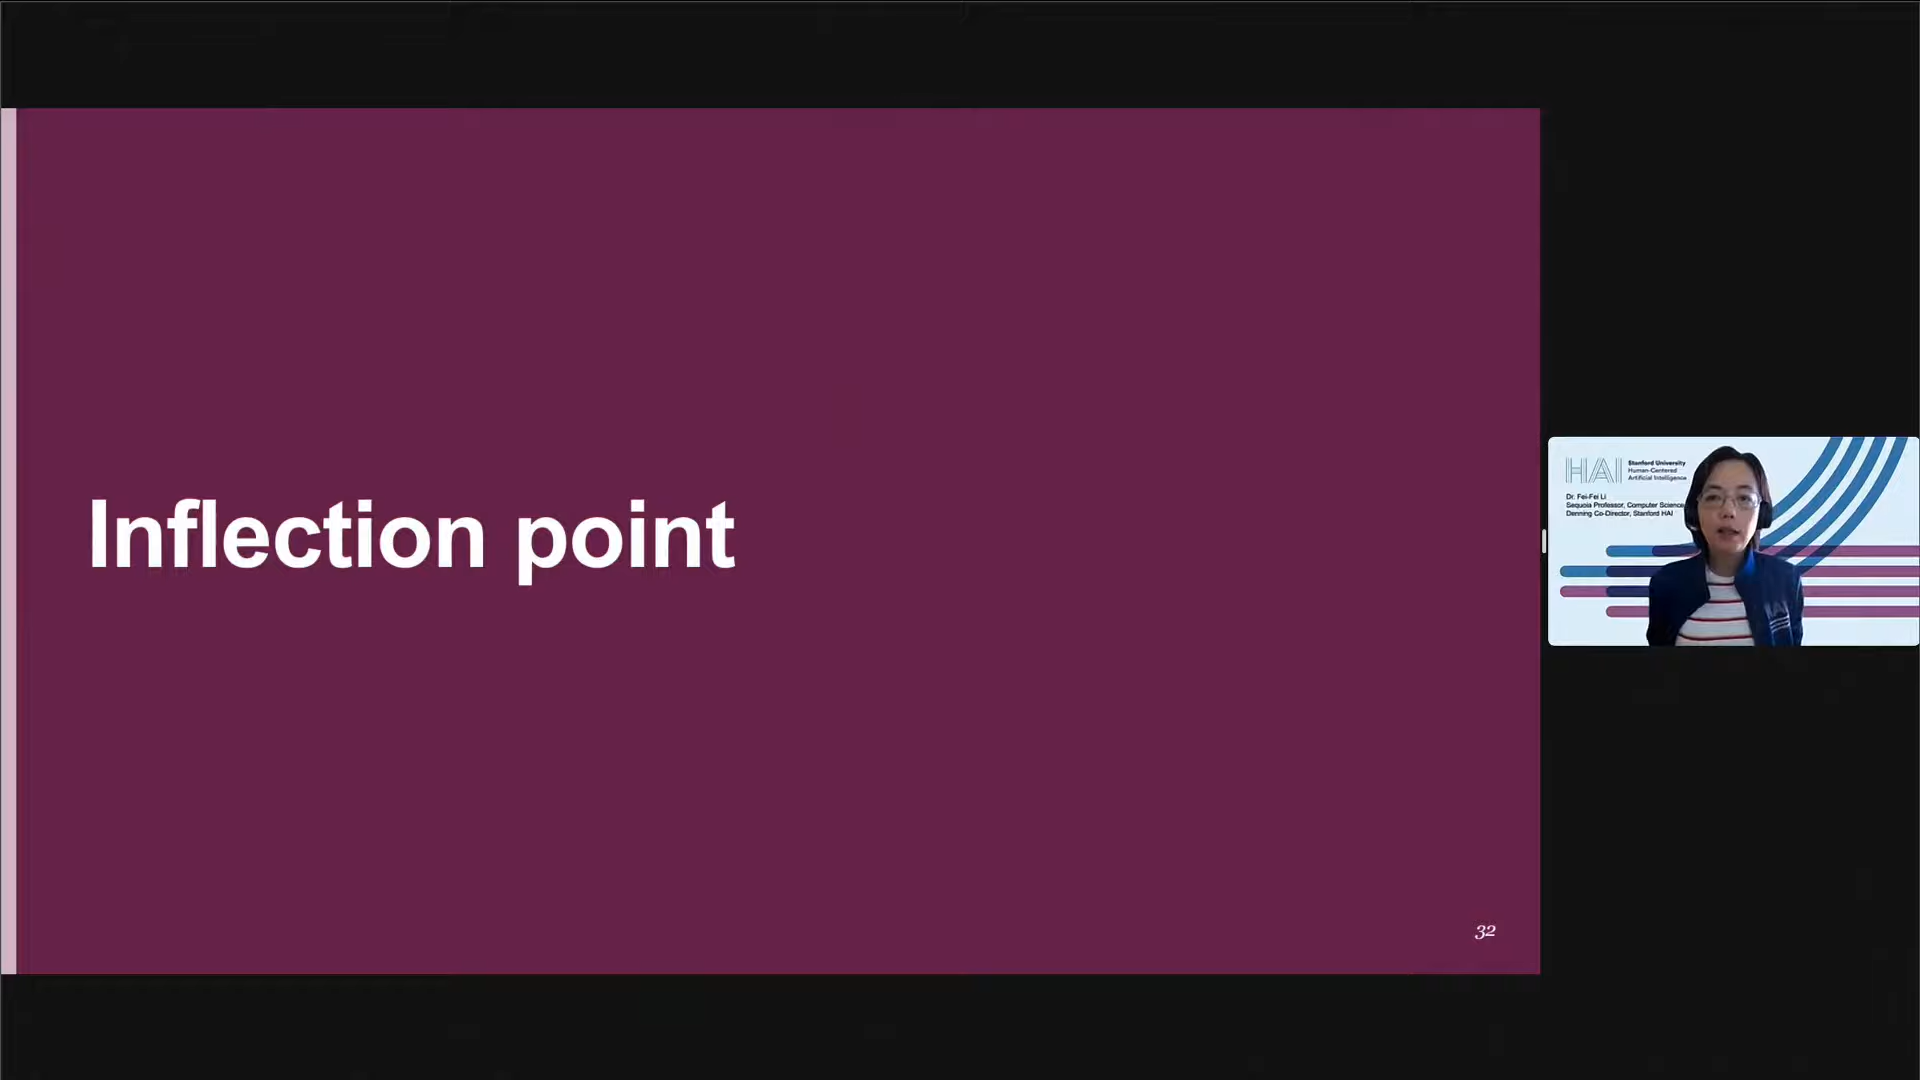 Inflection point
32
HAI
Stanford University
Human-Centered
Artificial Intelligence
Dr. Fei-Fei Li
Sequoia Professor, Computer Science
Denning Co-Director, Stanford HAI